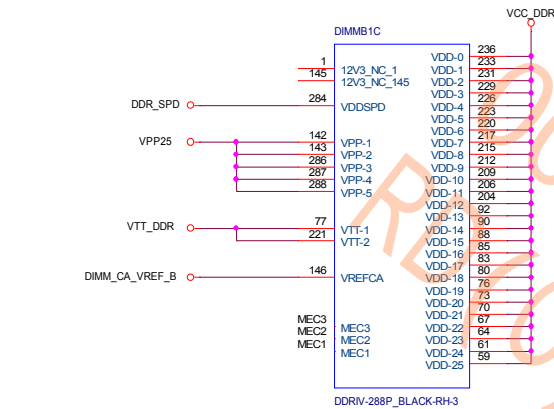 VCC_DDR
DIMMB1C
1 12V3_NC_1
145 12V3_NC_145
DDR_SPD 284 VDDSPD
VPP25 142 VPP-1
143 VPP-2
286 VPP-3
287 VPP-4
288 VPP-5
VTT_DDR 77 VTT-1
221 VTT-2
DIMM_CA_VREF_B 146 VREFCA
MEC3 MEC3
MEC2 MEC2
MEC1 MEC1
VDD-0 236
VDD-1 233
VDD-2 231
VDD-3 229
VDD-4 226
VDD-5 223
VDD-6 220
VDD-7 217
VDD-8 215
VDD-9 212
VDD-10 209
VDD-11 206
VDD-12 204
VDD-13 92
VDD-14 90
VDD-15 88
VDD-16 85
VDD-17 83
VDD-18 80
VDD-19 76
VDD-20 73
VDD-21 70
VDD-22 67
VDD-23 64
VDD-24 61
VDD-25 59
DDRIV-288P_BLACK-RH-3